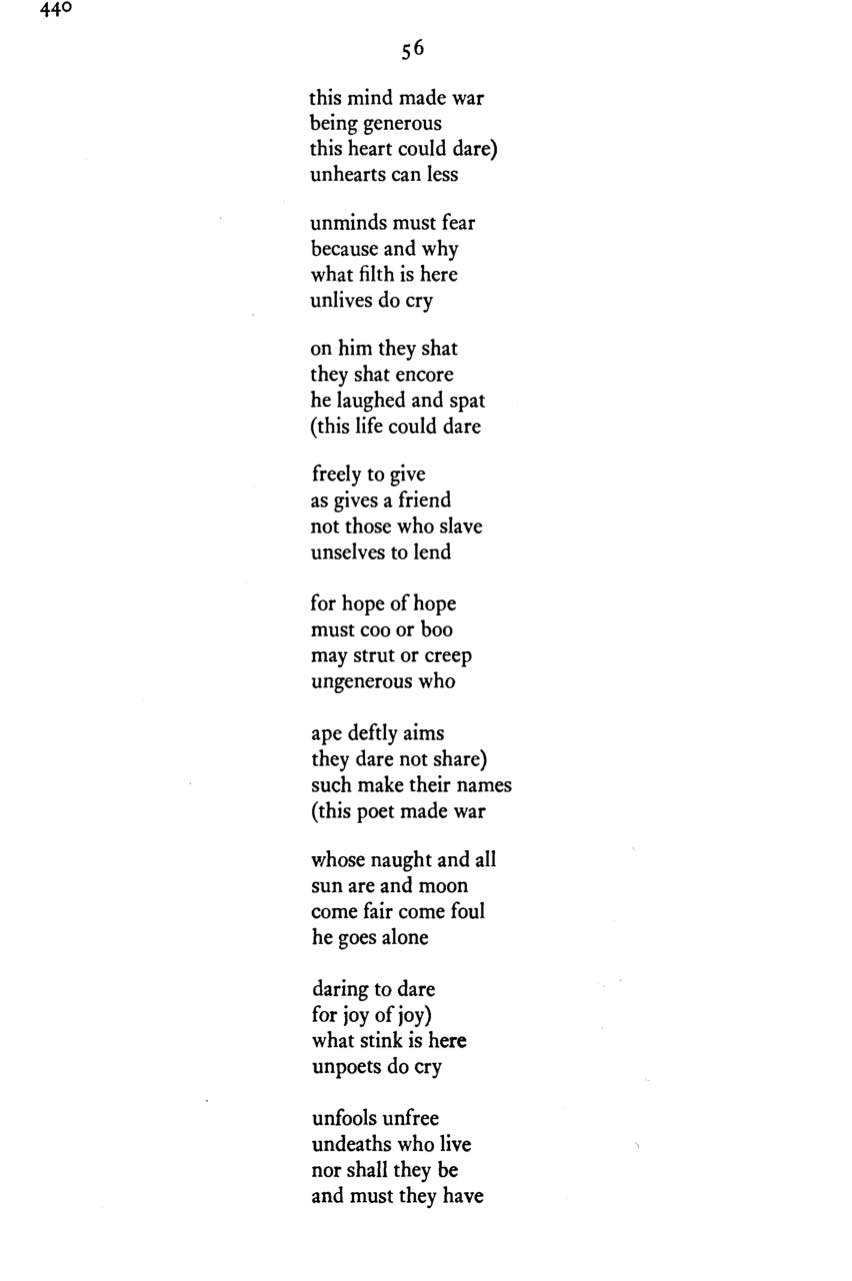 440
56
this mind made war
being generous
this heart could dare)
unhearts can less
unminds must fear
because and why
what filth is here
unlives do cry
on him they shat
they shat encore
he laughed and spat
(this life could dare
freely to give
as gives a friend
not those who slave
unselves to lend
for hope of hope
must coo or boo
may strut or creep
ungenerous who
ape deftly aims
they dare not share)
such make their names
(this poet made war
whose naught and all
sun are and moon
come fair come foul
he goes alone
daring to dare
for joy of joy)
what stink is here
unpoets do cry
unfools unfree
undeaths who live
nor shall they be
and must they have